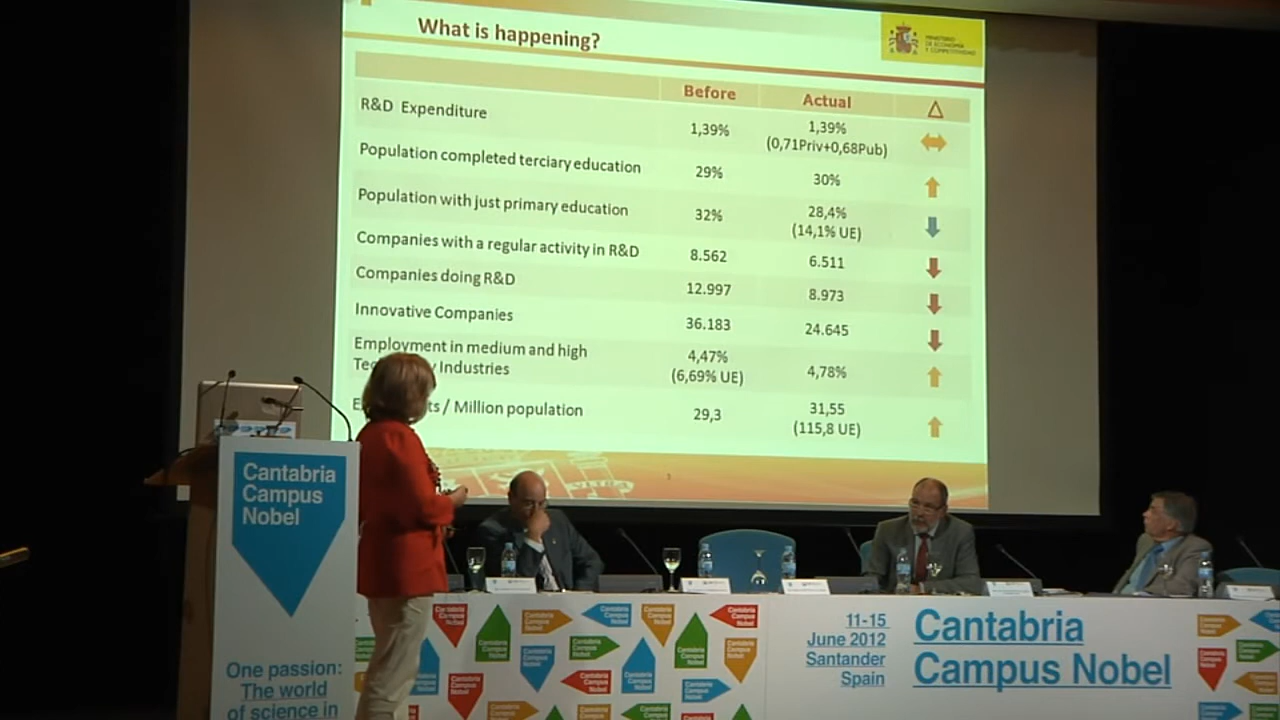 What is happening?
MINISTERIO
DE ECONOMÍA
Y COMPETITIVIDAD
Before Actual Δ
R&D Expenditure 1,39% 1,39%
(0,71Priv+0,68Pub)
Population completed terciary education 29% 30%
Population with just primary education 32% 28,4%
(14,1% UE)
Companies with a regular activity in R&D 8.562 6.511
Companies doing R&D 12.997 8.973
Innovative Companies 36.183 24.645
Employment in medium and high
Industries 4,47%
(6,69% UE) 4,78%
/ Million population 29,3 31,55
(115,8 UE)
Cantabria
Campus
Nobel
One passion:
The world
of science in
11-15
June 2012
Santander
Spain
Cantabria
Campus Nobel